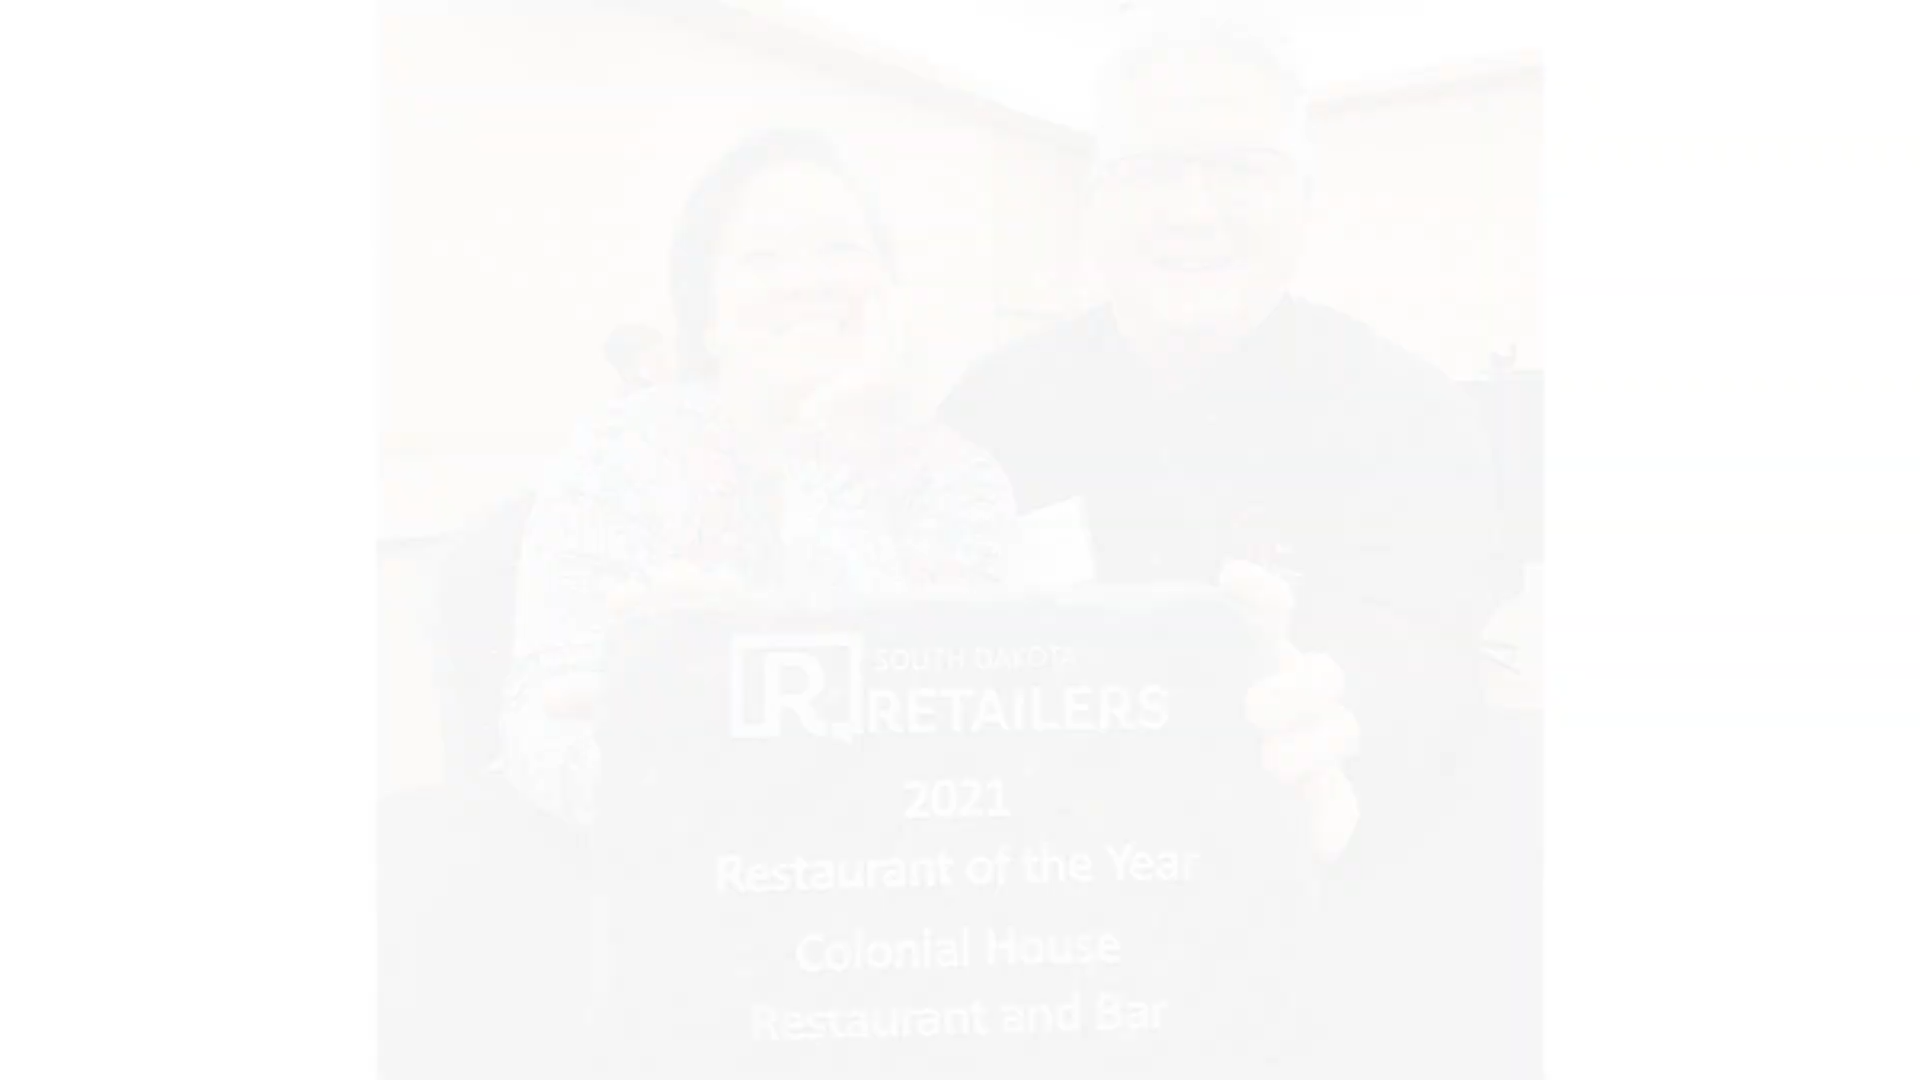 R
SOUTH DAKOTA
RETAILERS
2021
Restaurant of the Year
Colonial House
Restaurant and Bar